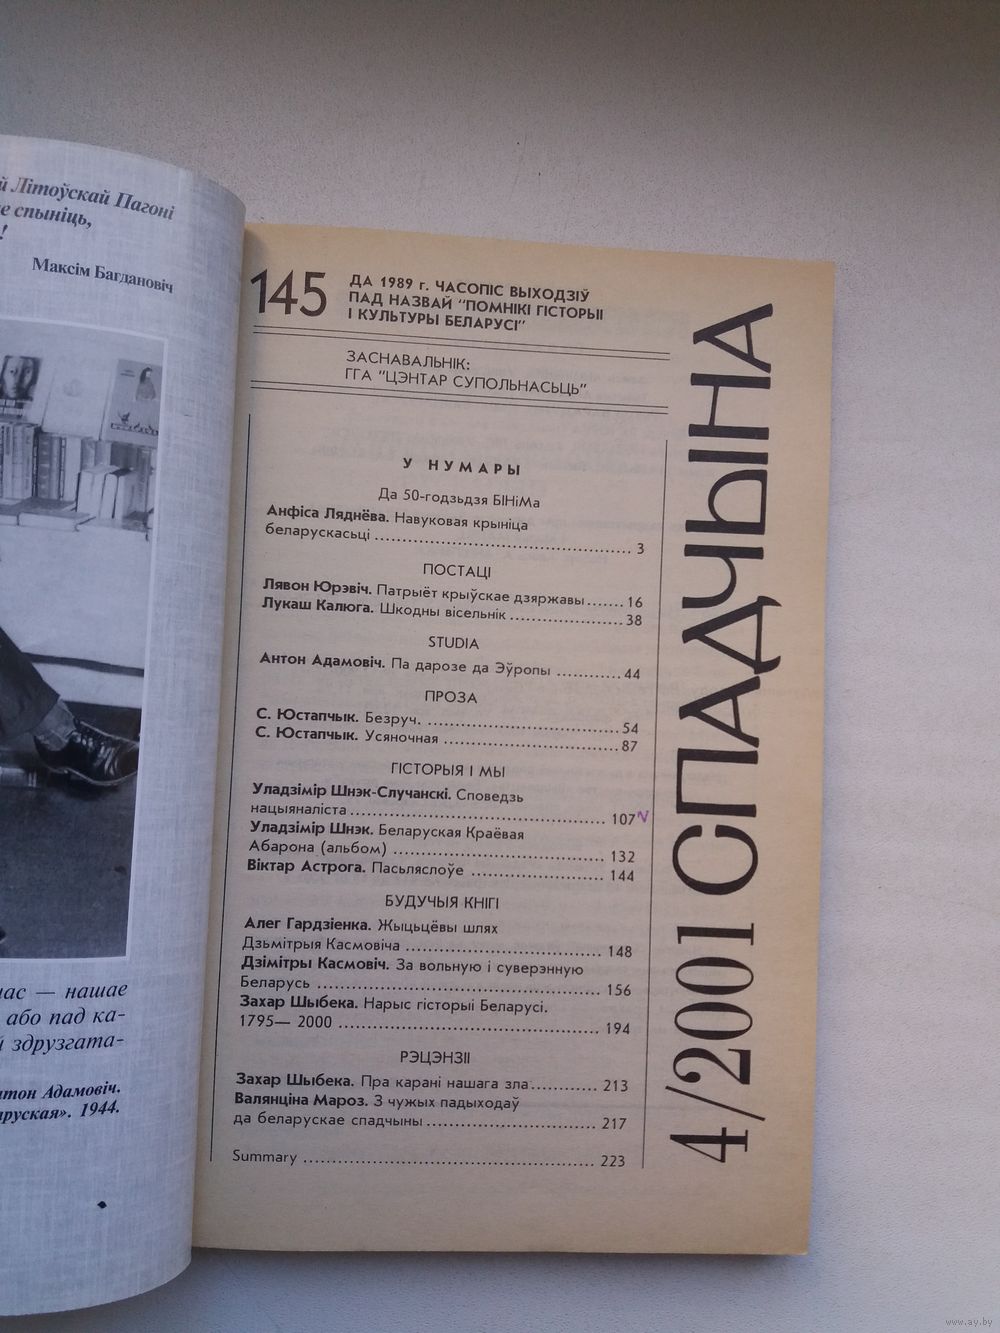 й Літоўскай Пагоні
е спыніць,
!
Максім Багдановіч
нас — нашае
або пад ка-
й здрузгата-
нтон Адамовіч.
аруская». 1944.
145
ДА 1989 г. ЧАСОПІС ВЫХОДЗІЎ
ПАД НАЗВАЙ "ПОМНІКІ ГІСТОРЫІ
І КУЛЬТУРЫ БЕЛАРУСІ"
ЗАСНАВАЛЬНІК:
ГГА "ЦЭНТАР СУПОЛЬНАСЬЦЬ"
У НУМАРЫ
Да 50-годзьдзя БІНіМа
Анфіса Ляднёва. Навуковая крыніца
беларускасьці ........ 3
ПОСТАЦІ
Лявон Юрэвіч. Патрыёт крыўскае дзяржавы ....... 16
Лукаш Калюга. Шкодны вісельнік ........ 38
STUDIA
Антон Адамовіч. Па дарозе да Эўропы ........ 44
ПРОЗА
С. Юстапчык. Безруч. ........ 54
С. Юстапчык. Усяночная ........ 87
ГІСТОРЫЯ І МЫ
Уладзімір Шнэк-Случанскі. Споведзь
нацыяналіста ........ 107
Уладзімір Шнэк. Беларуская Краёвая
Абарона (альбом) ........ 132
Віктар Астрога. Пасьляслоўе ........ 144
БУДУЧЫЯ КНІГІ
Алег Гардзіенка. Жыцьцёвы шлях
Дзьмітрыя Касмовіча ........ 148
Дзімітры Касмовіч. За вольную і суверэнную
Беларусь ........ 156
Захар Шыбека. Нарыс гісторыі Беларусі.
1795— 2000 ........ 194
РЭЦЭНЗІІ
Захар Шыбека. Пра карані нашага зла ........ 213
Валянціна Мароз. З чужых падыходаў
да беларускае спадчыны ........ 217
Summary ........ 223
4/2001 СПАДЧЫНА
www.ay.by